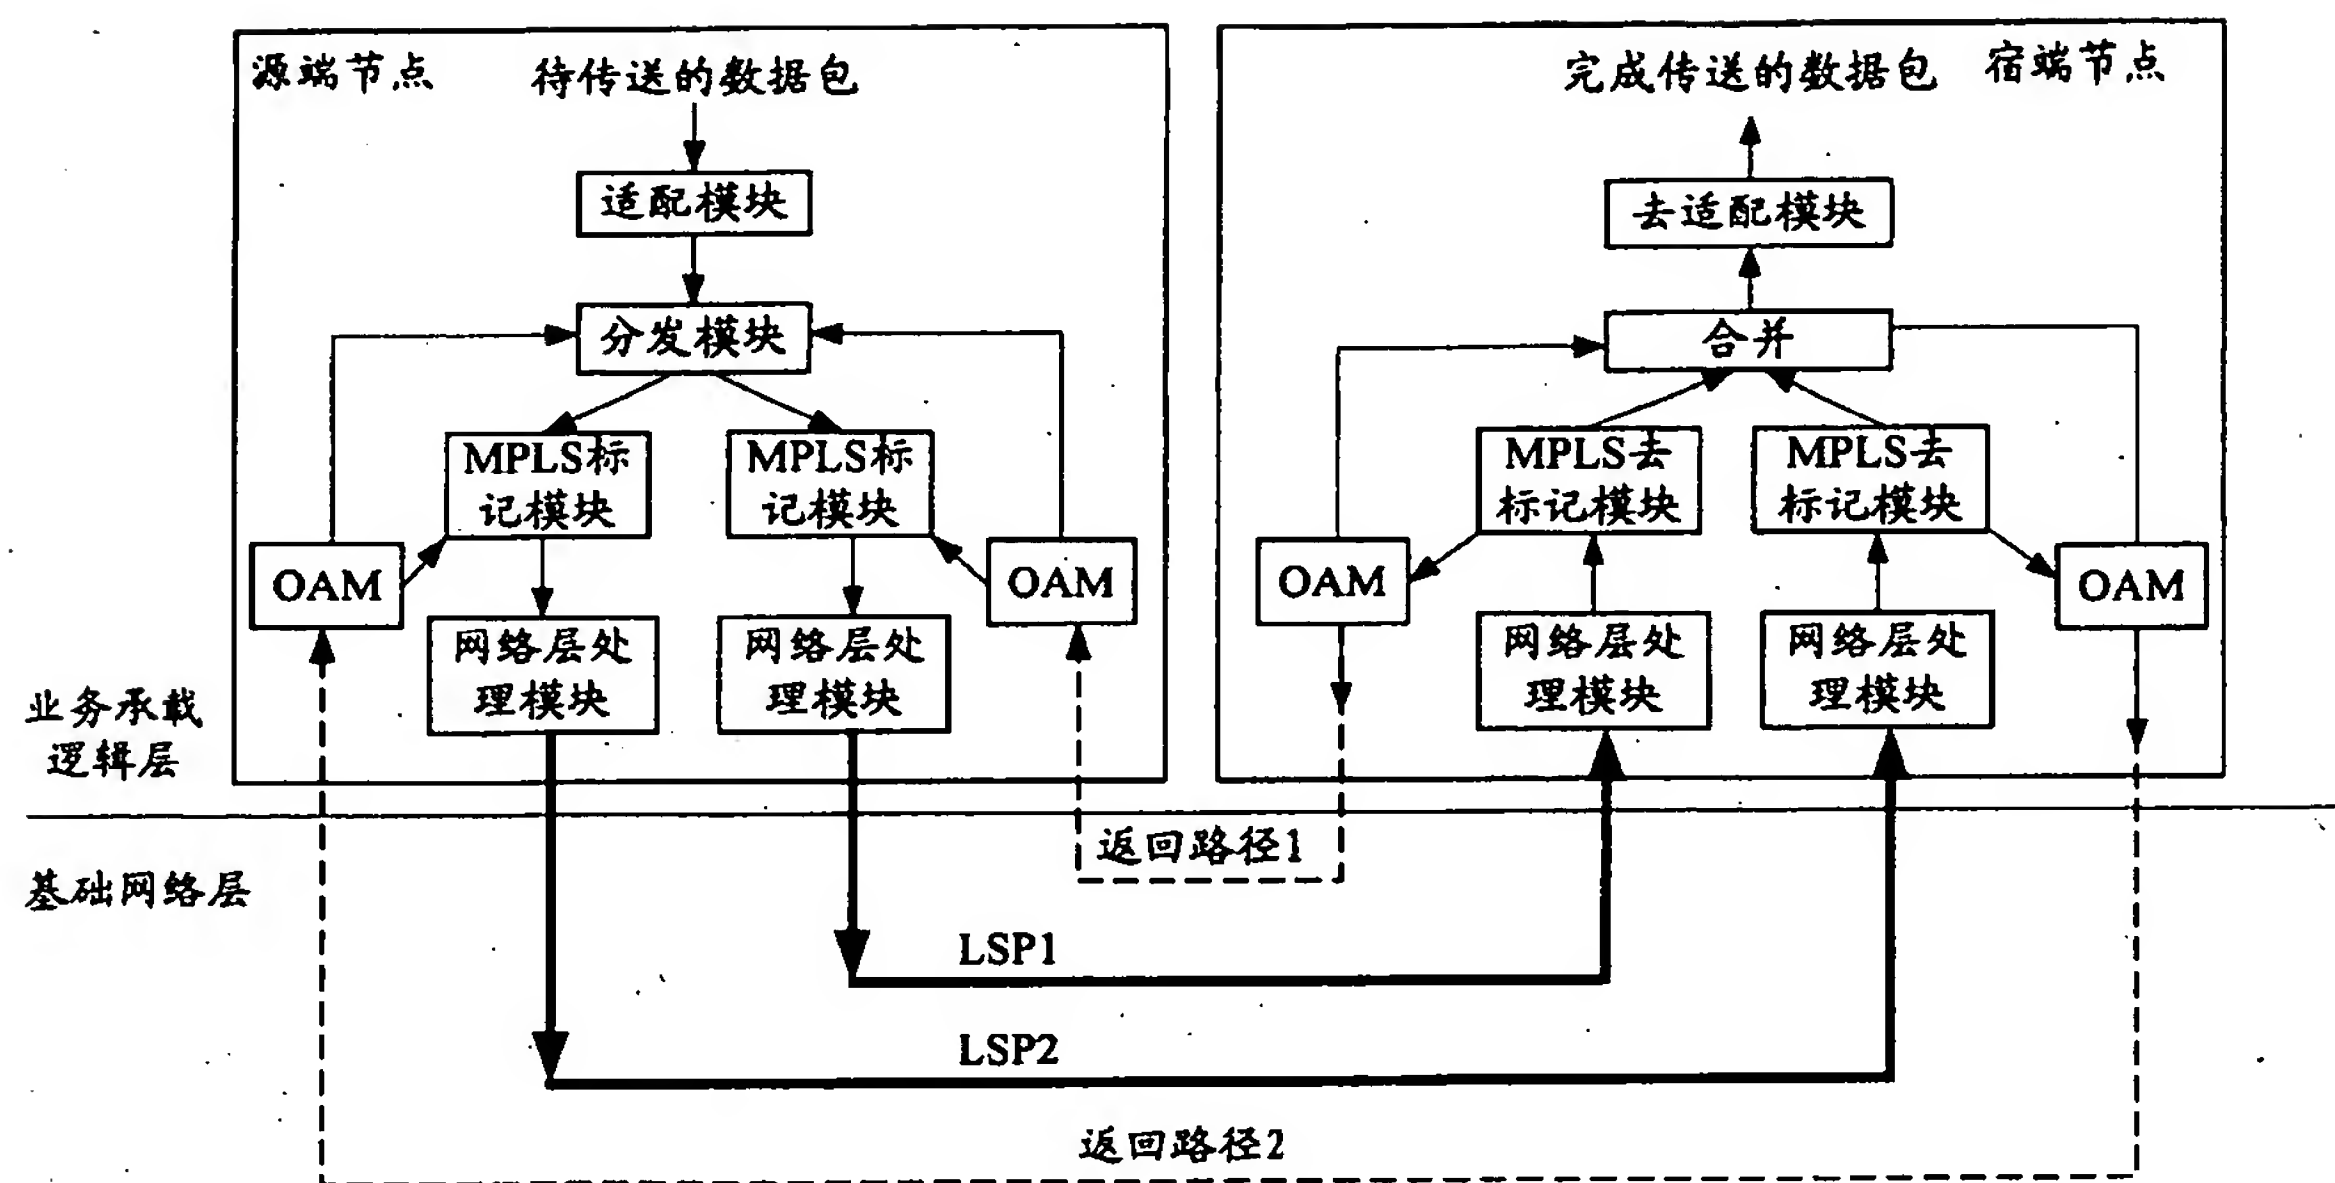 源端节点
待传送的数据包
完成传送的数据包
宿端节点
适配模块
去适配模块
分发模块
合并
MPLS标
记模块
MPLS标
记模块
MPLS去
标记模块
MPLS去
标记模块
OAM
OAM
OAM
OAM
网络层处
理模块
网络层处
理模块
网络层处
理模块
网络层处
理模块
业务承载
逻辑层
返回路径1
基础网络层
LSP1
LSP2
返回路径2